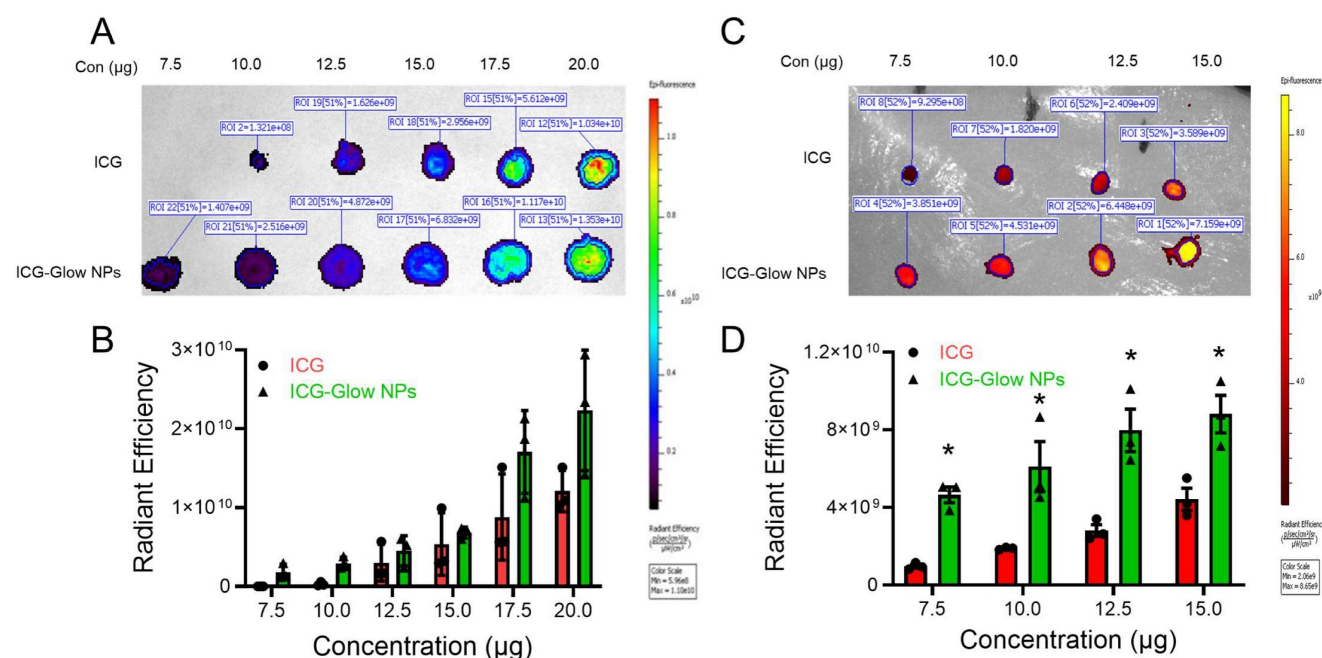 A
Con (µg) 7.5 10.0 12.5 15.0 17.5 20.0
ROI 19[51%]=1.626e+09
ROI 15[51%]=5.612e+09
ROI 2=1.321e+08
ROI 18[51%]=2.956e+09
ROI 12[51%]=1.034e+10
ICG
ROI 22[51%]=1.407e+09
ROI 20[51%]=4.872e+09
ROI 16[51%]=1.117e+10
ROI 21[51%]=2.516e+09
ROI 17[51%]=6.832e+09
ROI 13[51%]=1.353e+10
ICG-Glow NPs
Epi-fluorescence
1.0
0.8
x10^10
0.6
0.4
0.2
Radiant Efficiency
(p/sec/cm²/sr / µW/cm²)
Color Scale
Min = 5.96e8
Max = 1.10e10
B
ICG
ICG-Glow NPs
Radiant Efficiency
3×10^10
2×10^10
1×10^10
0
7.5 10.0 12.5 15.0 17.5 20.0
Concentration (µg)
C
Con (µg) 7.5 10.0 12.5 15.0
ROI 8[52%]=9.295e+08
ROI 6[52%]=2.409e+09
ROI 7[52%]=1.820e+09
ROI 3[52%]=3.589e+09
ICG
ROI 4[52%]=3.851e+09
ROI 2[52%]=6.448e+09
ROI 5[52%]=4.531e+09
ROI 1[52%]=7.159e+09
ICG-Glow NPs
Epi-fluorescence
8.0
6.0
x10^9
4.0
Radiant Efficiency
(p/sec/cm²/sr / µW/cm²)
Color Scale
Min = 2.06e9
Max = 8.65e9
D
ICG
ICG-Glow NPs
Radiant Efficiency
1.2×10^10
8×10^9
4×10^9
0
* * * *
7.5 10.0 12.5 15.0
Concentration (µg)